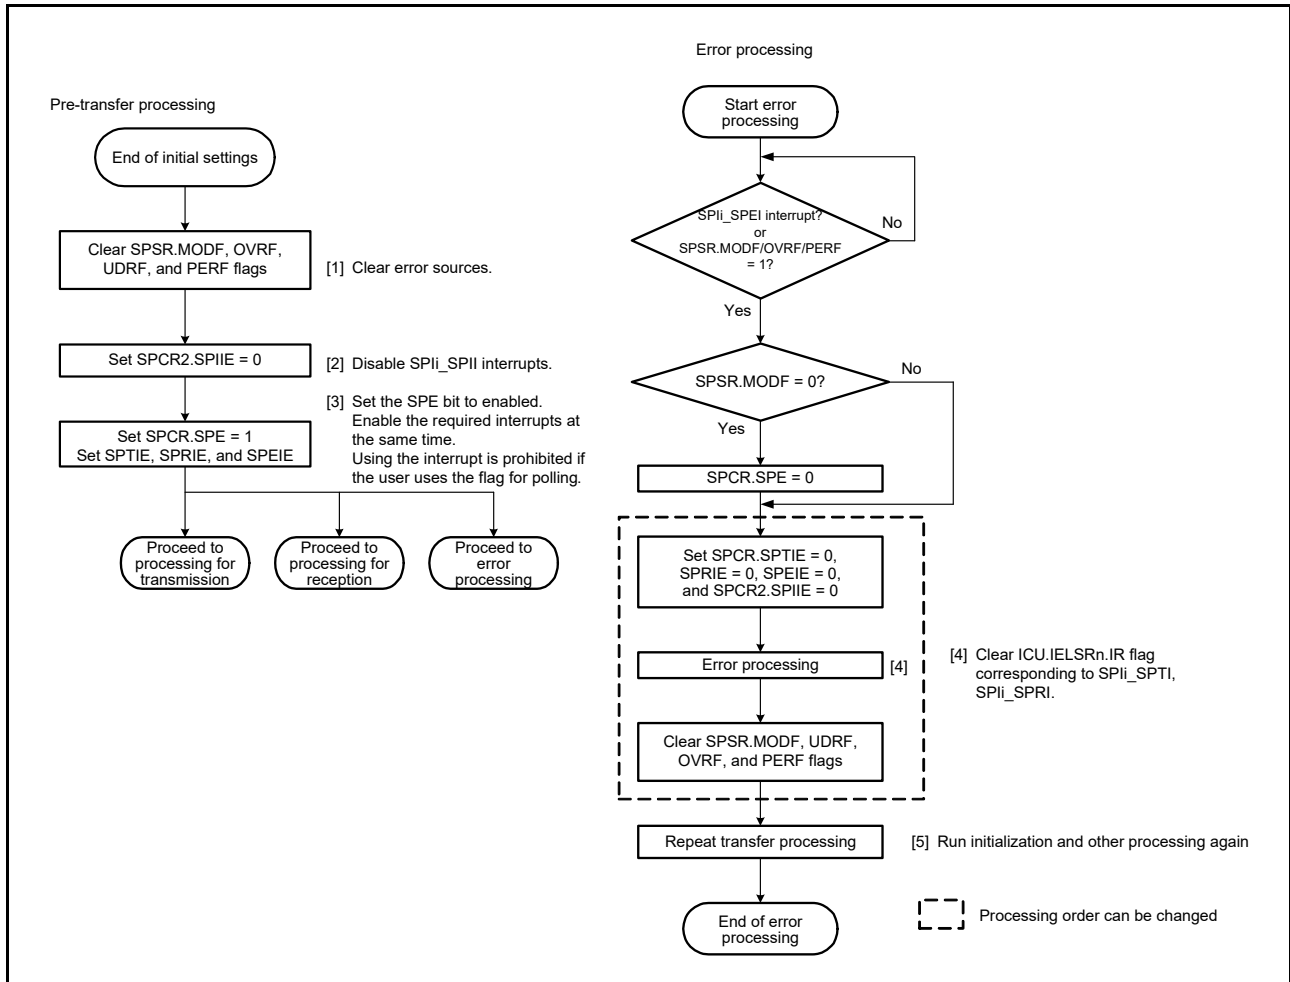 Pre-transfer processing
End of initial settings
Clear SPSR.MODF, OVRF,
UDRF, and PERF flags
[1] Clear error sources.
Set SPCR2.SPIIE = 0
[2] Disable SPIi_SPII interrupts.
Set SPCR.SPE = 1
Set SPTIE, SPRIE, and SPEIE
[3] Set the SPE bit to enabled.
Enable the required interrupts at
the same time.
Using the interrupt is prohibited if
the user uses the flag for polling.
Proceed to
processing for
transmission
Proceed to
processing for
reception
Proceed to
error
processing
Error processing
Start error
processing
SPIi_SPEI interrupt?
or
SPSR.MODF/OVRF/PERF
= 1?
No
Yes
SPSR.MODF = 0?
No
Yes
SPCR.SPE = 0
Set SPCR.SPTIE = 0,
SPRIE = 0, SPEIE = 0,
and SPCR2.SPIIE = 0
Error processing
[4]
[4] Clear ICU.IELSRn.IR flag
corresponding to SPIi_SPTI,
SPIi_SPRI.
Clear SPSR.MODF, UDRF,
OVRF, and PERF flags
Repeat transfer processing
[5] Run initialization and other processing again
End of error
processing
Processing order can be changed